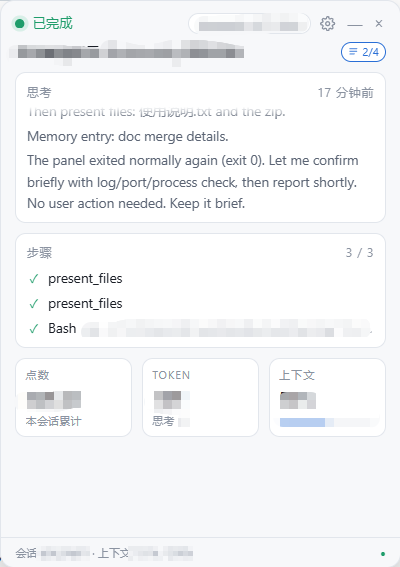 已完成
2/4
思考 17 分钟前
Then present files: 使用说明.txt and the zip.
Memory entry: doc merge details.
The panel exited normally again (exit 0). Let me confirm
briefly with log/port/process check, then report shortly.
No user action needed. Keep it brief.
步骤 3 / 3
✓ present_files
✓ present_files
✓ Bash
点数
本会话累计
TOKEN
思考
上下文
会话 · 上下文